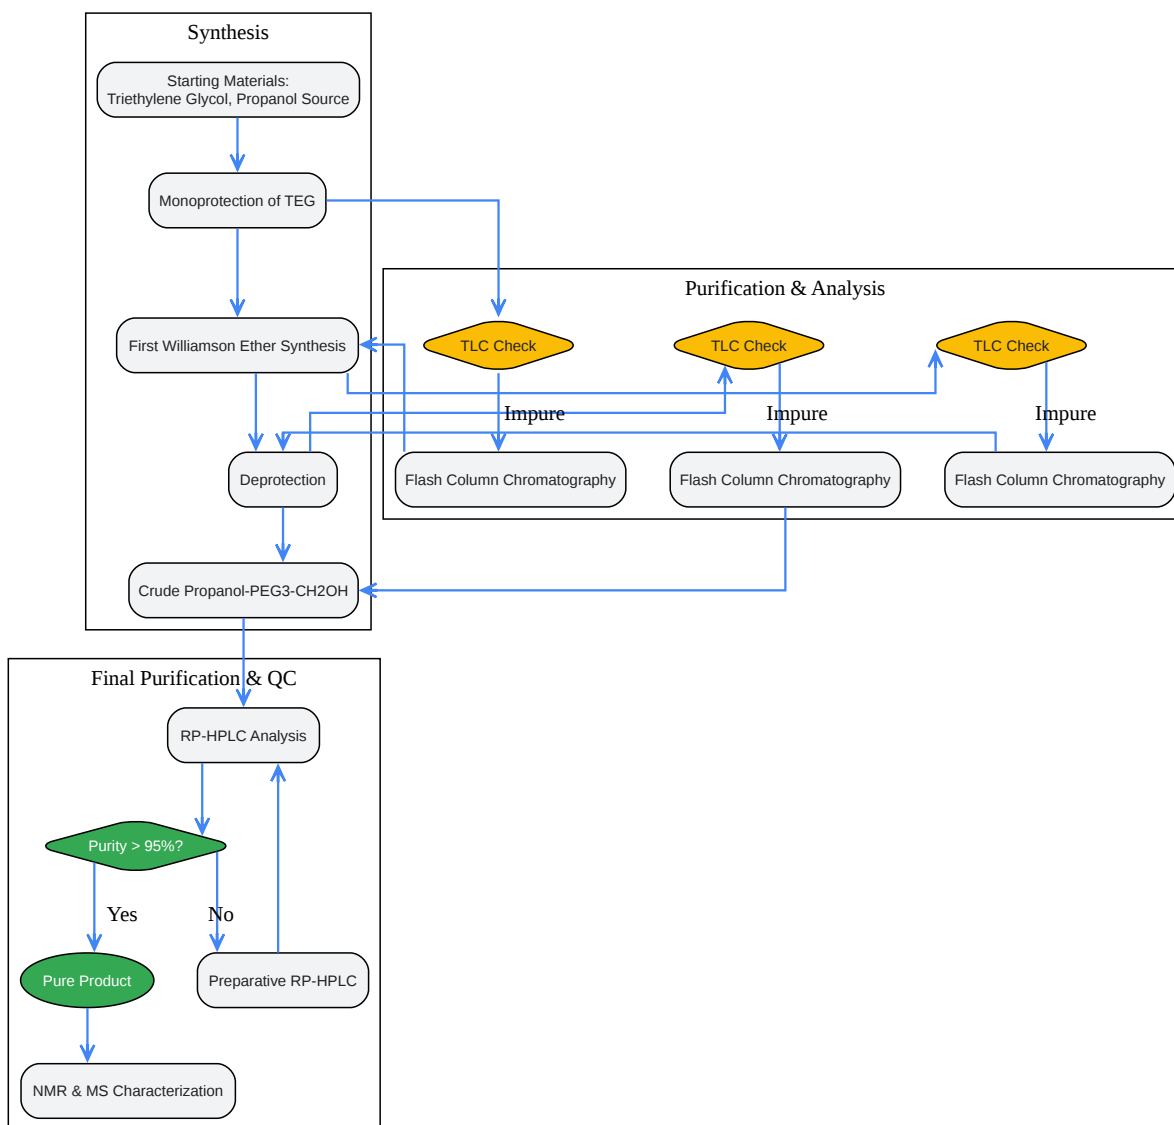 Synthesis
Starting Materials:
Triethylene Glycol, Propanol Source
Monoprotection of TEG
Purification & Analysis
First Williamson Ether Synthesis
TLC Check
TLC Check
TLC Check
Impure
Impure
Impure
Deprotection
Flash Column Chromatography
Flash Column Chromatography
Flash Column Chromatography
Crude Propanol-PEG3-CH2OH
Final Purification & QC
RP-HPLC Analysis
Purity > 95%?
Yes
No
Pure Product
Preparative RP-HPLC
NMR & MS Characterization